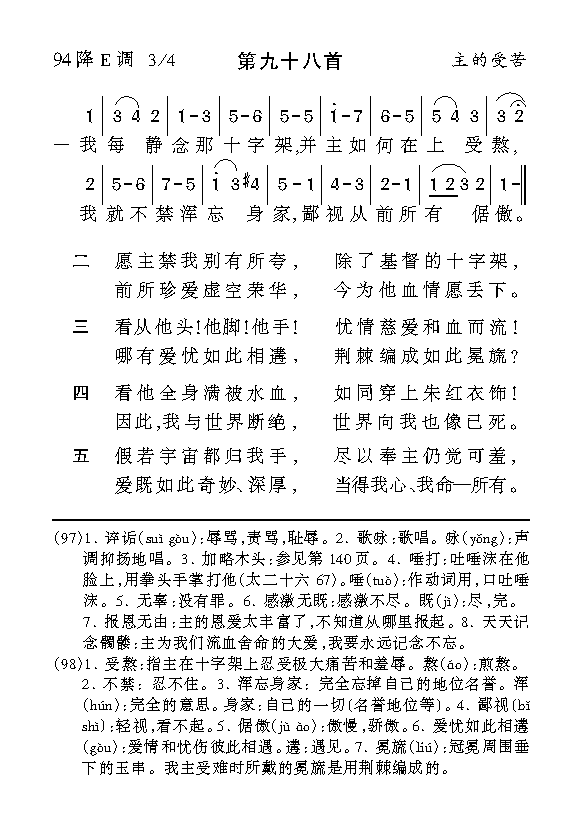 94降E调 3/4 第九十八首 主的受苦
1 | 3 4 2 | 1-3 | 5-6 | 5-5 | i-7 | 6-5 | 5 4 3 | 3 2
一 我 每 静 念 那 十 字 架,并 主 如 何 在 上 受 熬,
2 | 5-6 | 7-5 | i 3 #4 | 5-1 | 4-3 | 2-1 | 1 2 3 2 | 1-
我 就 不 禁 浑 忘 身 家,鄙 视 从 前 所 有 倨 傲。
二 愿主禁我别有所夸, 除了基督的十字架,
前所珍爱虚空荣华, 今为他血情愿丢下。
三 看从他头!他脚!他手! 忧情慈爱和血而流!
哪有爱忧如此相遘, 荆棘编成如此冕旒?
四 看他全身满被水血, 如同穿上朱红衣饰!
因此,我与世界断绝, 世界向我也像已死。
五 假若宇宙都归我手, 尽以奉主仍觉可羞,
爱既如此奇妙、深厚, 当得我心、我命—所有。
(97)1. 谇诟(suì gòu):辱骂,责骂,耻辱。2. 歌咏:歌唱。咏(yǒng):声
调抑扬地唱。3. 加略木头:参见第140页。4. 唾打:吐唾沫在他
脸上,用拳头手掌打他(太二十六67)。唾(tuò):作动词用,口吐唾
沫。5. 无辜:没有罪。6. 感激无既:感激不尽。既(jì):尽,完。
7. 报恩无由:主的恩爱太丰富了,不知道从哪里报起。8. 天天记
念髑髅:主为我们流血舍命的大爱,我要永远记念不忘。
(98)1. 受熬:指主在十字架上忍受极大痛苦和羞辱。熬(áo):煎熬。
2. 不禁:忍不住。3. 浑忘身家:完全忘掉自己的地位名誉。浑
(hún):完全的意思。身家:自己的一切(名誉地位等)。4. 鄙视(bǐ
shì):轻视,看不起。5. 倨傲(jù ào):傲慢,骄傲。6. 爱忧如此相遘
(gòu):爱情和忧伤彼此相遇。遘:遇见。7. 冕旒(liú):冠冕周围垂
下的玉串。我主受难时所戴的冕旒是用荆棘编成的。